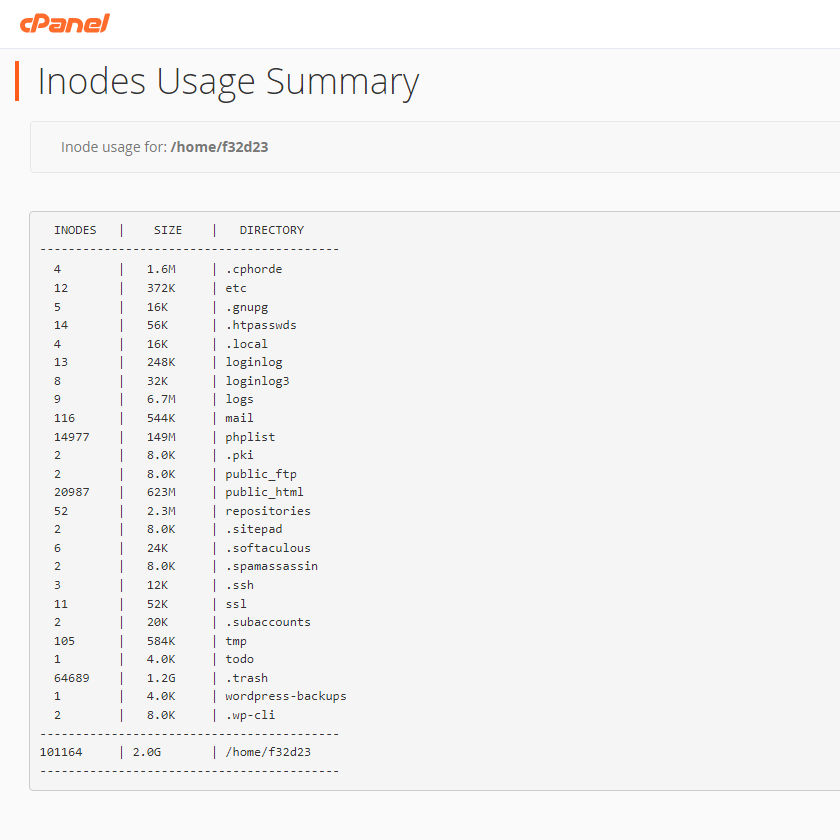 cPanel
Inodes Usage Summary
Inode usage for: /home/f32d23
INODES | SIZE | DIRECTORY
------------------------------------------
4 | 1.6M | .cphorde
12 | 372K | etc
5 | 16K | .gnupg
14 | 56K | .htpasswds
4 | 16K | .local
13 | 248K | loginlog
8 | 32K | loginlog3
9 | 6.7M | logs
116 | 544K | mail
14977 | 149M | phplist
2 | 8.0K | .pki
2 | 8.0K | public_ftp
20987 | 623M | public_html
52 | 2.3M | repositories
2 | 8.0K | .sitepad
6 | 24K | .softaculous
2 | 8.0K | .spamassassin
3 | 12K | .ssh
11 | 52K | ssl
2 | 20K | .subaccounts
105 | 584K | tmp
1 | 4.0K | todo
64689 | 1.2G | .trash
1 | 4.0K | wordpress-backups
2 | 8.0K | .wp-cli
------------------------------------------
101164 | 2.0G | /home/f32d23
------------------------------------------